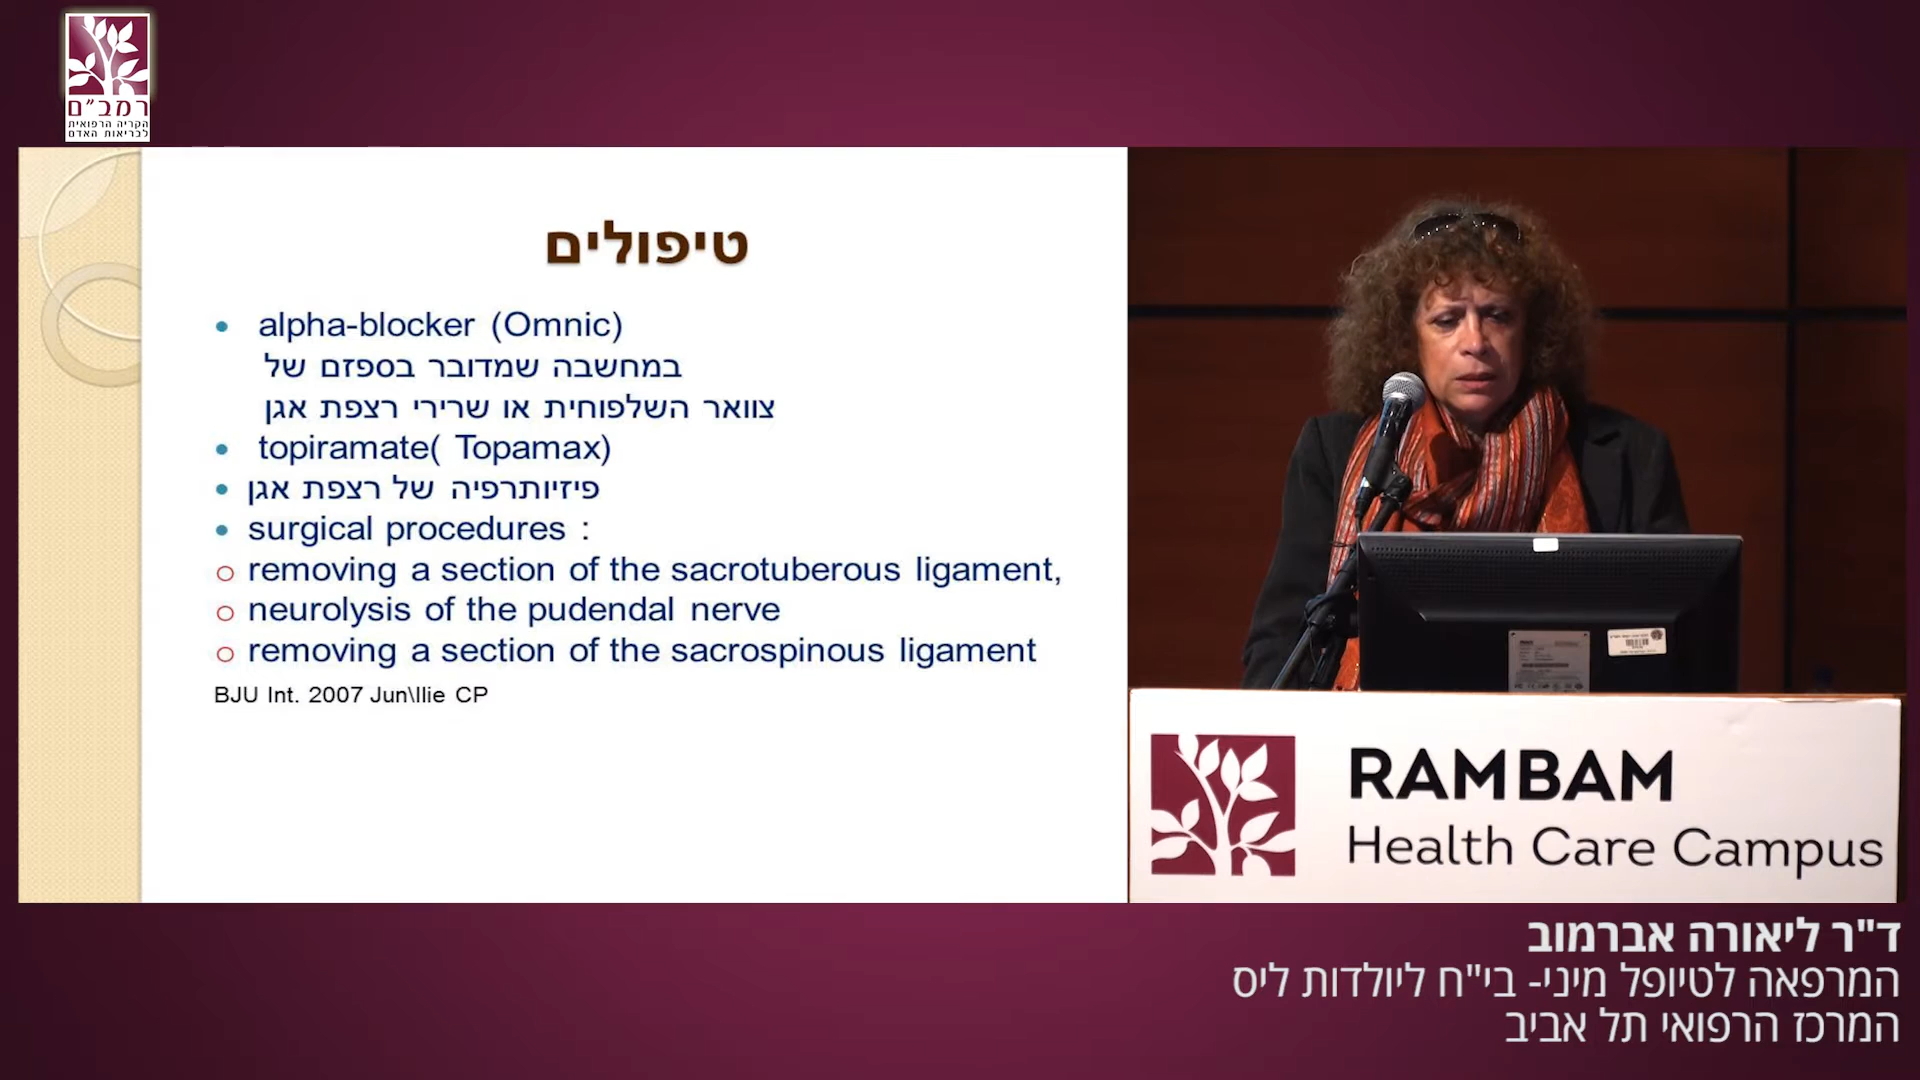 רמב"ם
הקריה הרפואית
לבריאות האדם
טיפולים
• alpha-blocker (Omnic)
במחשבה שמדובר בספזם של
צוואר השלפוחית או שרירי רצפת אגן
• topiramate( Topamax)
• פיזיותרפיה של רצפת אגן
• surgical procedures :
o removing a section of the sacrotuberous ligament,
o neurolysis of the pudendal nerve
o removing a section of the sacrospinous ligament
BJU Int. 2007 Jun\Ilie CP
RAMBAM
Health Care Campus
ד"ר ליאורה אברמוב
המרפאה לטיופל מיני- בי"ח ליולדות ליס
המרכז הרפואי תל אביב